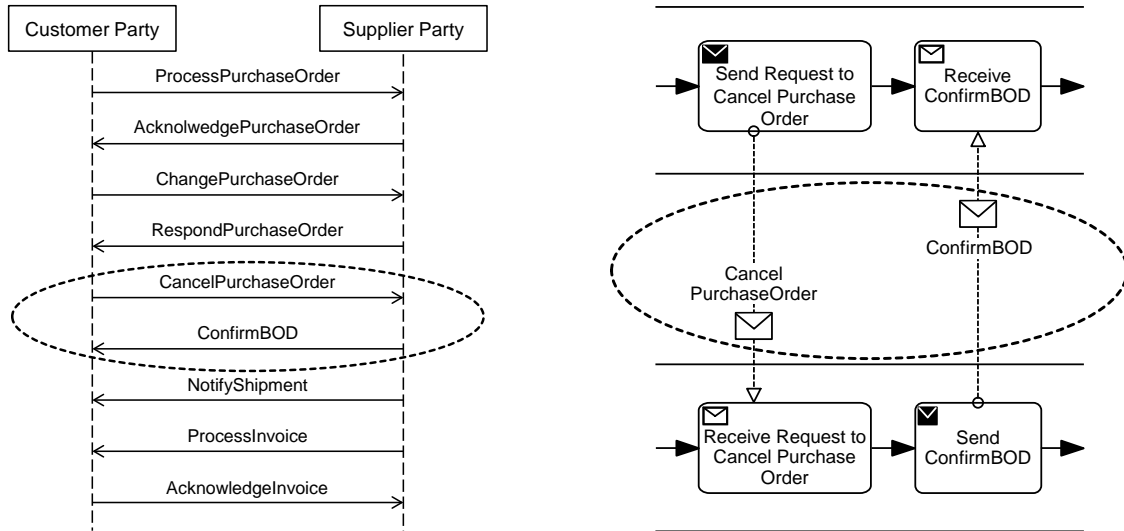 Customer Party
Supplier Party
ProcessPurchaseOrder
AcknolwedgePurchaseOrder
ChangePurchaseOrder
RespondPurchaseOrder
CancelPurchaseOrder
ConfirmBOD
NotifyShipment
ProcessInvoice
AcknowledgeInvoice
Send Request to
Cancel Purchase
Order
Receive
ConfirmBOD
Cancel
PurchaseOrder
ConfirmBOD
Receive Request to
Cancel Purchase
Order
Send
ConfirmBOD